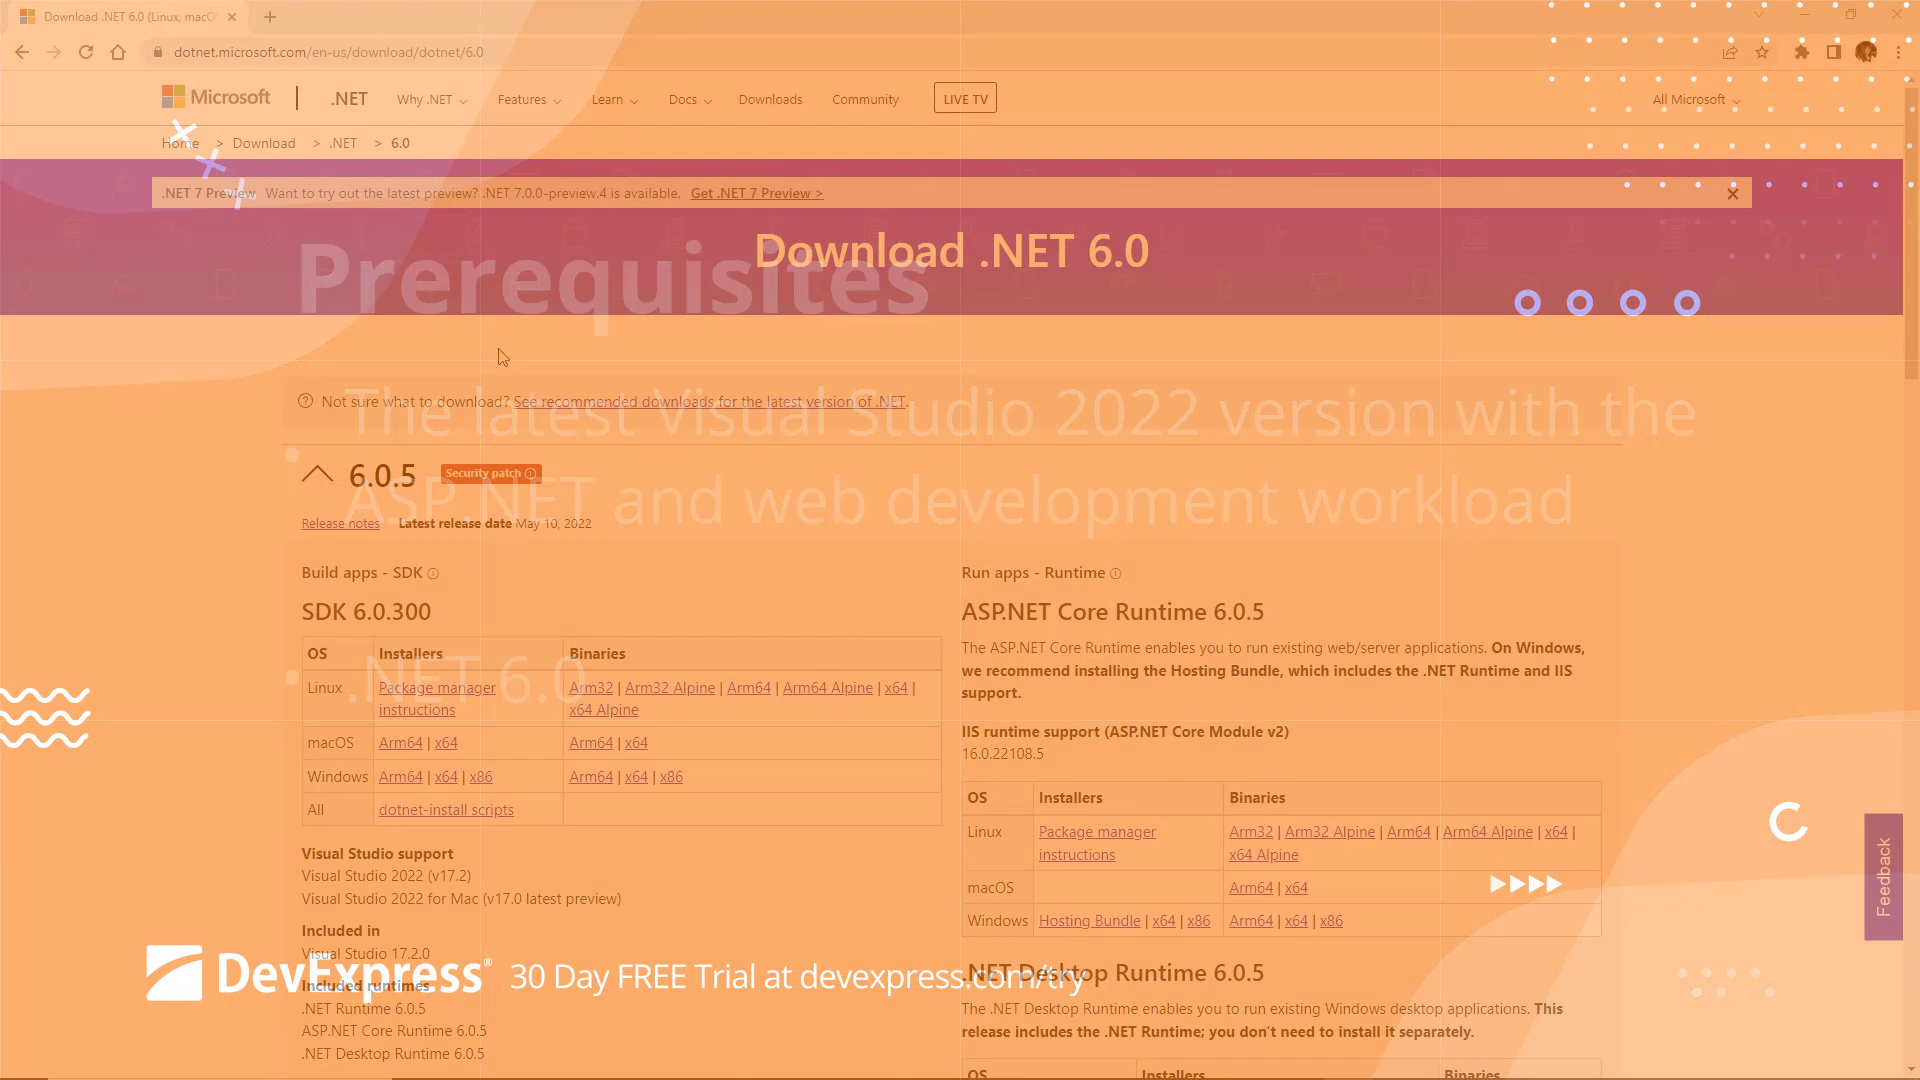 Download .NET 6.0 (Linux, macO
dotnet.microsoft.com/en-us/download/dotnet/6.0
Microsoft | .NET Why .NET Features Learn Docs Downloads Community LIVE TV All Microsoft
Home > Download > .NET > 6.0
.NET 7 Preview Want to try out the latest preview? .NET 7.0.0-preview.4 is available. Get .NET 7 Preview >
Download .NET 6.0
Prerequisites
Not sure what to download? See recommended downloads for the latest version of .NET.
The latest Visual Studio 2022 version with the
ASP.NET and web development workload
6.0.5 Security patch
Release notes Latest release date May 10, 2022
Build apps - SDK
SDK 6.0.300
OS Installers Binaries
Linux Package manager instructions Arm32 | Arm32 Alpine | Arm64 | Arm64 Alpine | x64 |
x64 Alpine
• .NET 6.0
macOS Arm64 | x64 Arm64 | x64
Windows Arm64 | x64 | x86 Arm64 | x64 | x86
All dotnet-install scripts
Visual Studio support
Visual Studio 2022 (v17.2)
Visual Studio 2022 for Mac (v17.0 latest preview)
Included in
Visual Studio 17.2.0
Included runtimes
.NET Runtime 6.0.5
ASP.NET Core Runtime 6.0.5
.NET Desktop Runtime 6.0.5
Run apps - Runtime
ASP.NET Core Runtime 6.0.5
The ASP.NET Core Runtime enables you to run existing web/server applications. On Windows,
we recommend installing the Hosting Bundle, which includes the .NET Runtime and IIS
support.
IIS runtime support (ASP.NET Core Module v2)
16.0.22108.5
OS Installers Binaries
Linux Package manager instructions Arm32 | Arm32 Alpine | Arm64 | Arm64 Alpine | x64 |
x64 Alpine
macOS Arm64 | x64
Windows Hosting Bundle | x64 | x86 Arm64 | x64 | x86
.NET Desktop Runtime 6.0.5
The .NET Desktop Runtime enables you to run existing Windows desktop applications. This
release includes the .NET Runtime; you don't need to install it separately.
OS Installers Binaries
Feedback
DevExpress® 30 Day FREE Trial at devexpress.com/try